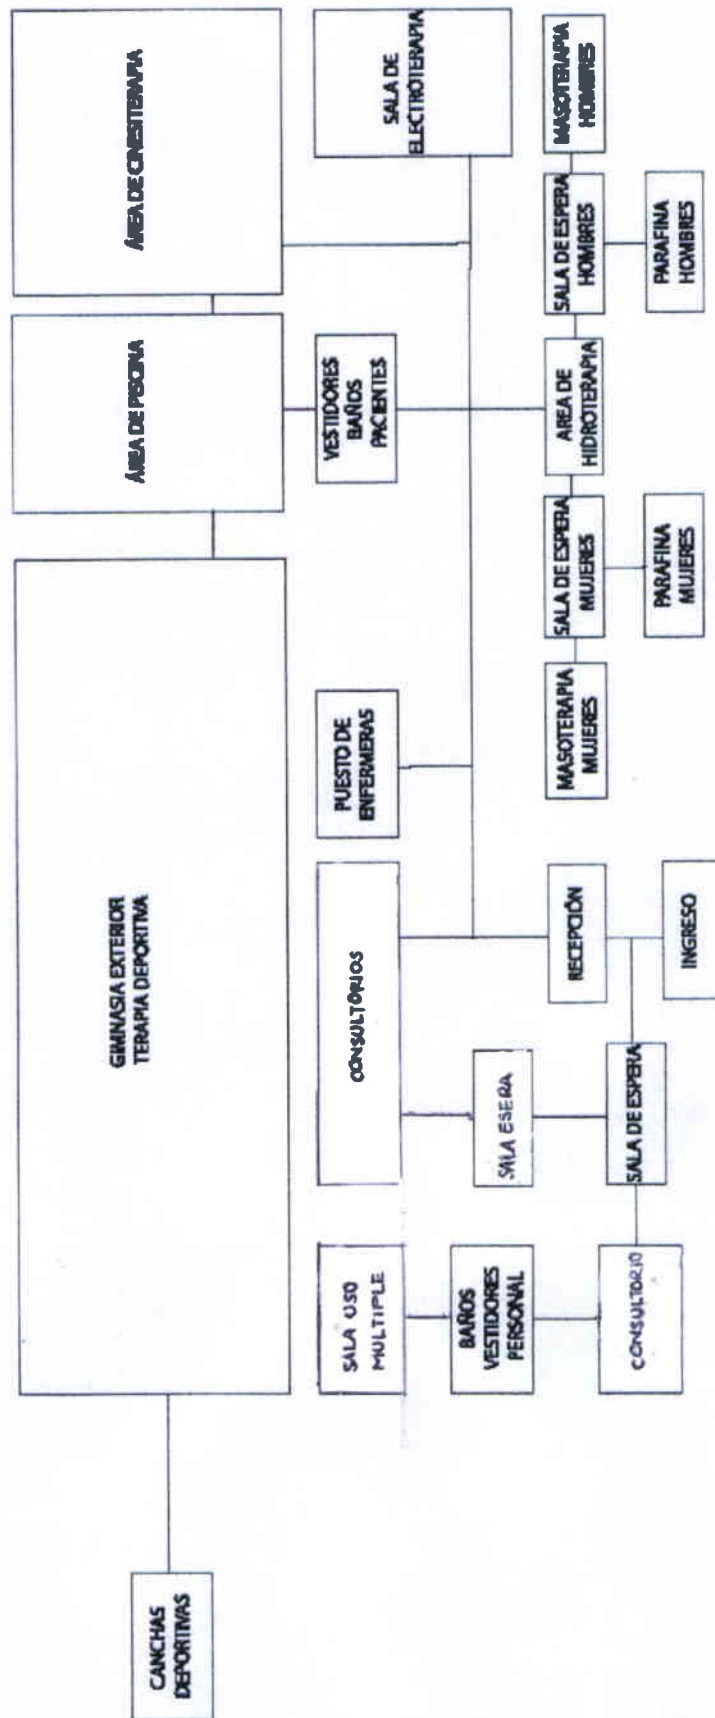 CANCHAS
DEPORTIVAS
GIMNASIA EXTERIOR
TERAPIA DEPORTIVA
ÁREA DE PISCINA
ÁREA DE CINESITERAPIA
SALA USO
MULTIPLE
CONSULTORIOS
PUESTO DE
ENFERMERAS
VESTIDORES
BAÑOS
PACIENTES
SALA DE
ELECTROTERAPIA
BAÑOS
VESTIDORES
PERSONAL
SALA ESERA
RECEPCIÓN
MASOTERAPIA
MUJERES
SALA DE ESPERA
MUJERES
AREA DE
HIDROTERAPIA
SALA DE ESPERA
HOMBRES
MASOTERAPIA
HOMBRES
CONSULTORIO
SALA DE ESPERA
INGRESO
PARAFINA
MUJERES
PARAFINA
HOMBRES